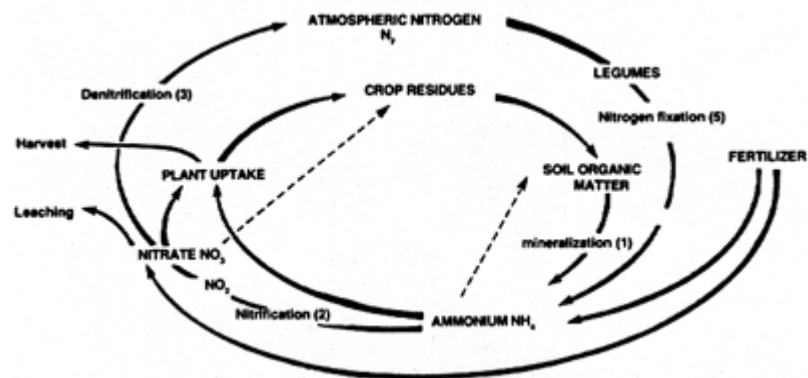 ATMOSPHERIC NITROGEN
N₂
LEGUMES
Denitrification (3)
CROP RESIDUES
Nitrogen fixation (5)
Harvest
PLANT UPTAKE
SOIL ORGANIC
MATTER
FERTILIZER
Leaching
NITRATE NO₃
mineralization (1)
NO₂
Nitrification (2)
AMMONIUM NH₄